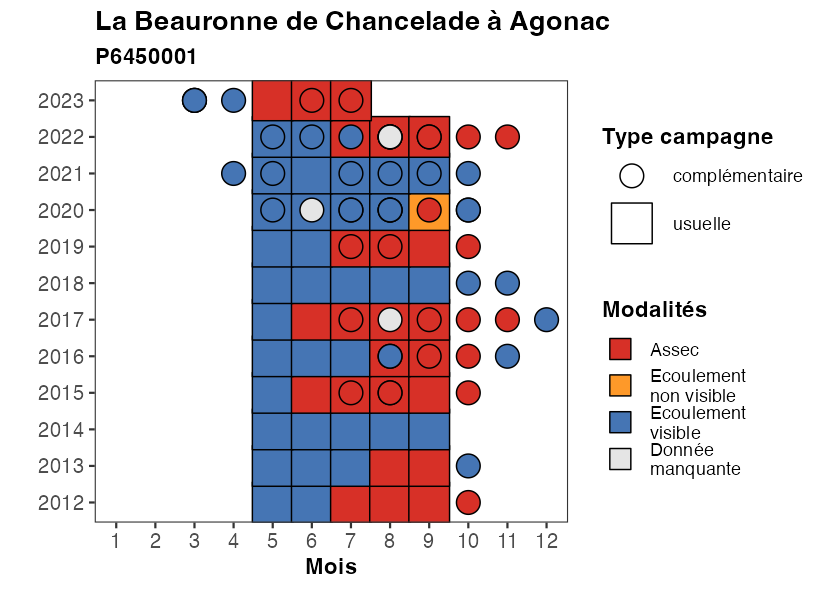 La Beauronne de Chancelade à Agonac
P6450001
2023
2022
2021
2020
2019
2018
2017
2016
2015
2014
2013
2012
1 2 3 4 5 6 7 8 9 10 11 12
Mois
Type campagne
complémentaire
usuelle
Modalités
Assec
Ecoulement
non visible
Ecoulement
visible
Donnée
manquante